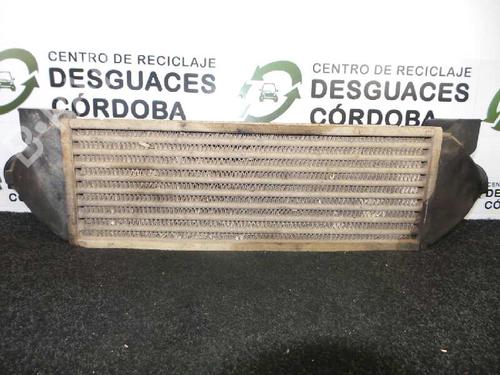 CENTRO DE RECICLAJE
DESGUACES
CÓRDOBA
CENTRO DE RECICLAJE
DESGUACES
CÓRDOBA